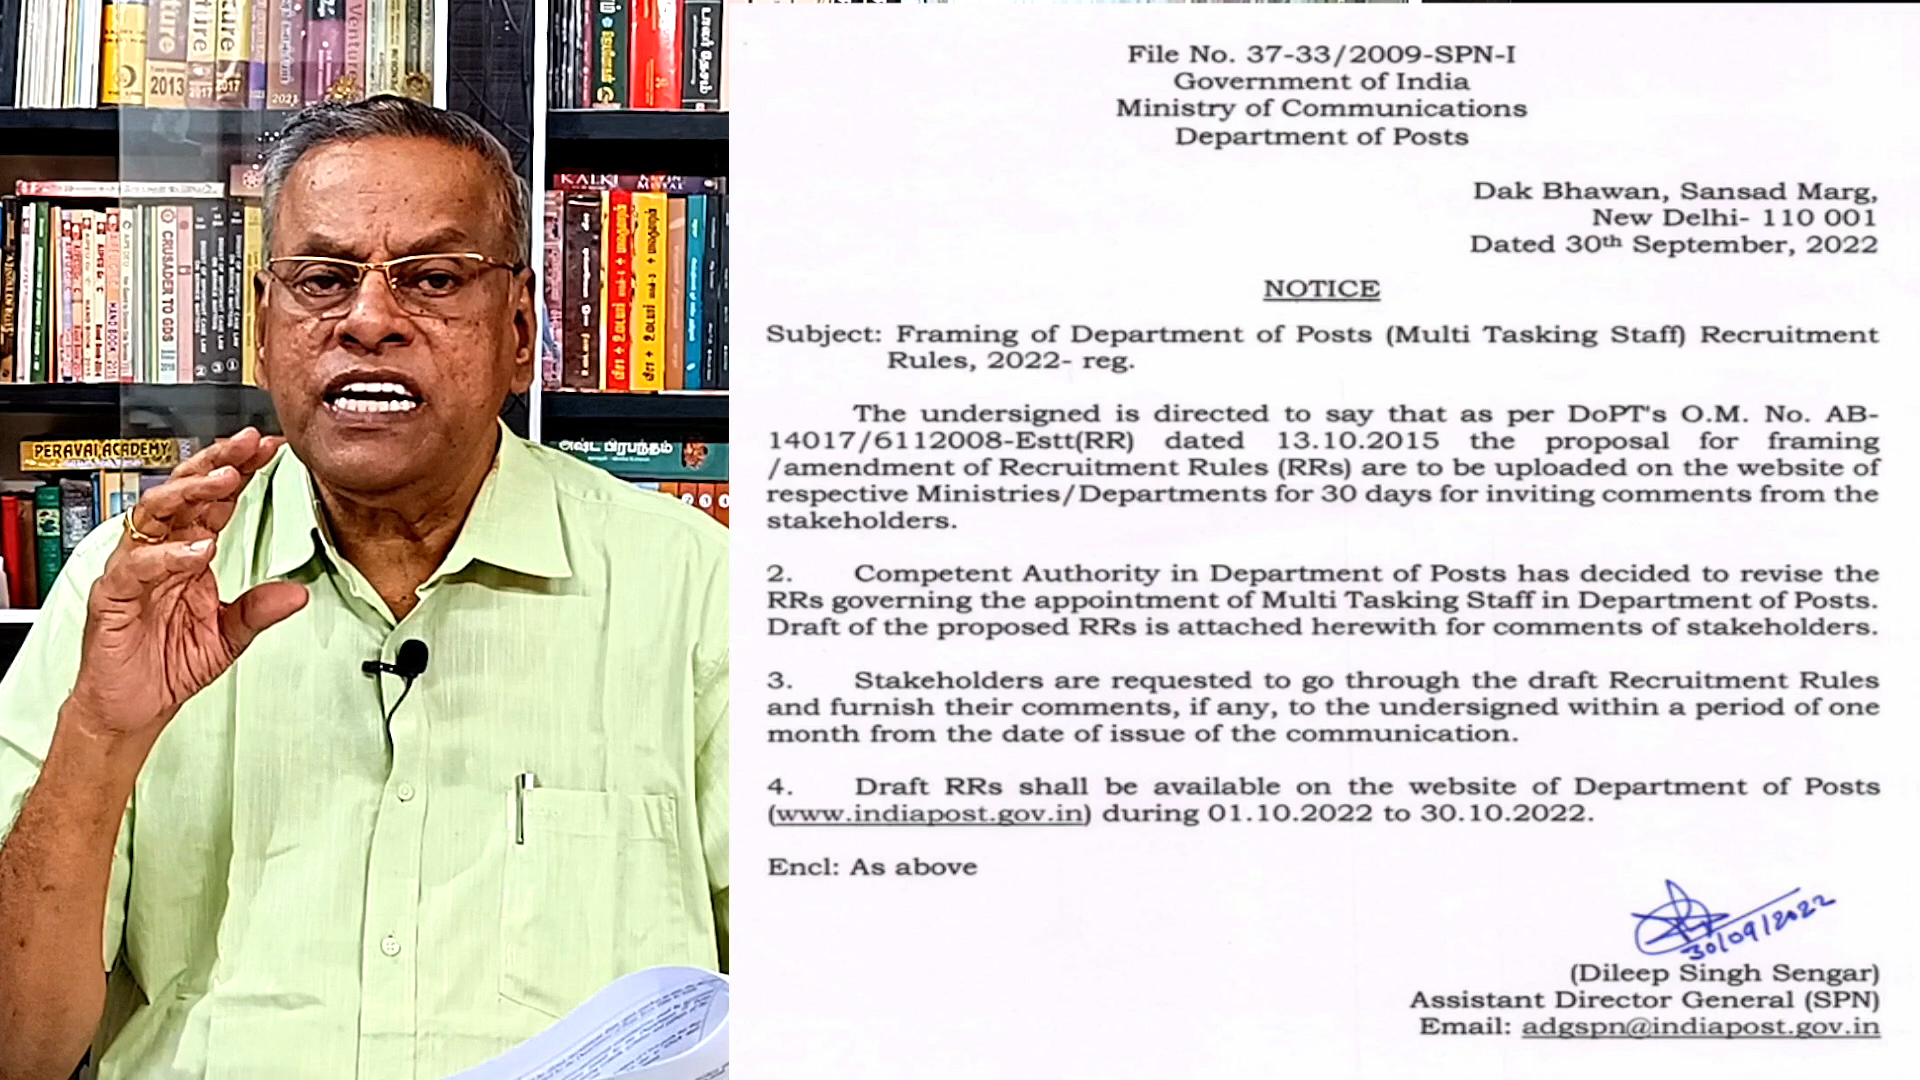 2013
2017
2017
2021
Venture
KALKI
CRUSADER TO GDS
PERAVAI ACADEMY
அஷ்ட பிரபந்தம்
File No. 37-33/2009-SPN-I
Government of India
Ministry of Communications
Department of Posts
Dak Bhawan, Sansad Marg,
New Delhi- 110 001
Dated 30th September, 2022
NOTICE
Subject: Framing of Department of Posts (Multi Tasking Staff) Recruitment
Rules, 2022- reg.
The undersigned is directed to say that as per DoPT's O.M. No. AB-
14017/6112008-Estt(RR) dated 13.10.2015 the proposal for framing
/amendment of Recruitment Rules (RRs) are to be uploaded on the website of
respective Ministries/Departments for 30 days for inviting comments from the
stakeholders.
2. Competent Authority in Department of Posts has decided to revise the
RRs governing the appointment of Multi Tasking Staff in Department of Posts.
Draft of the proposed RRs is attached herewith for comments of stakeholders.
3. Stakeholders are requested to go through the draft Recruitment Rules
and furnish their comments, if any, to the undersigned within a period of one
month from the date of issue of the communication.
4. Draft RRs shall be available on the website of Department of Posts
(www.indiapost.gov.in) during 01.10.2022 to 30.10.2022.
Encl: As above
30/09/2022
(Dileep Singh Sengar)
Assistant Director General (SPN)
Email: adgspn@indiapost.gov.in